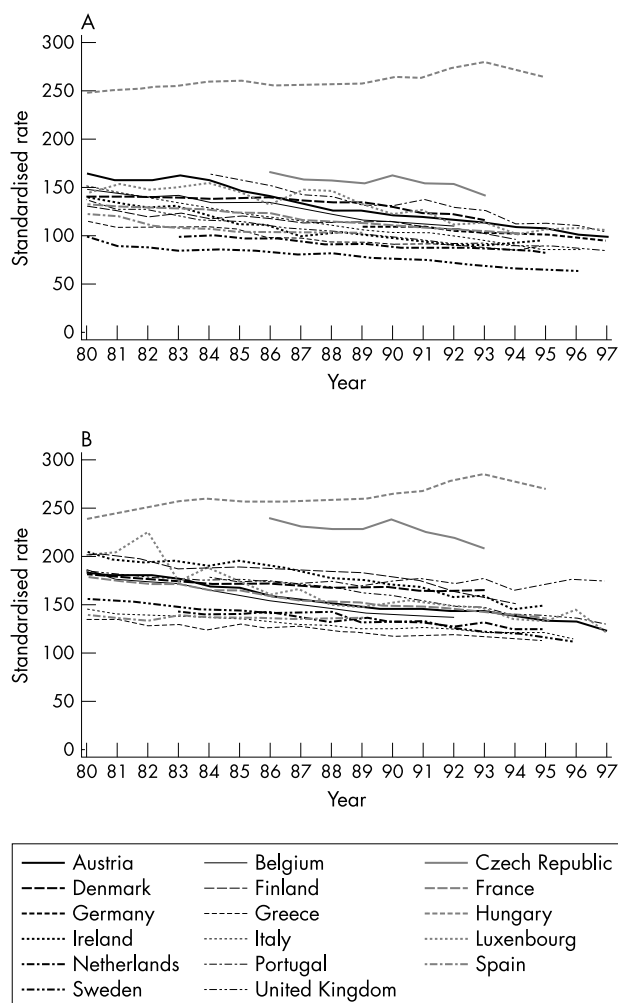 A
300
250
200
150
100
50
0
Standardised rate
80 81 82 83 84 85 86 87 88 89 90 91 92 93 94 95 96 97
Year
B
300
250
200
150
100
50
0
Standardised rate
80 81 82 83 84 85 86 87 88 89 90 91 92 93 94 95 96 97
Year
Austria Belgium Czech Republic
Denmark Finland France
Germany Greece Hungary
Ireland Italy Luxenbourg
Netherlands Portugal Spain
Sweden United Kingdom